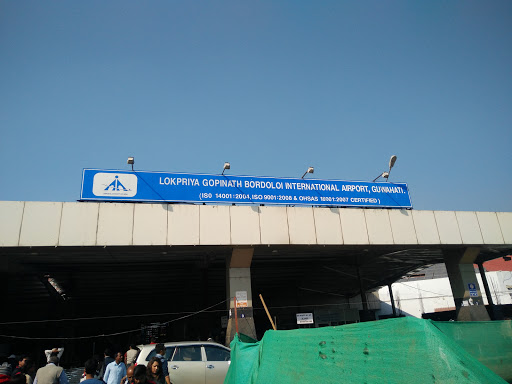 LOKPRIYA GOPINATH BORDOLOI INTERNATIONAL AIRPORT, GUWAHATI.
(ISO 14001:2004, ISO 9001:2008 & OHSAS 18001:2007 CERTIFIED)